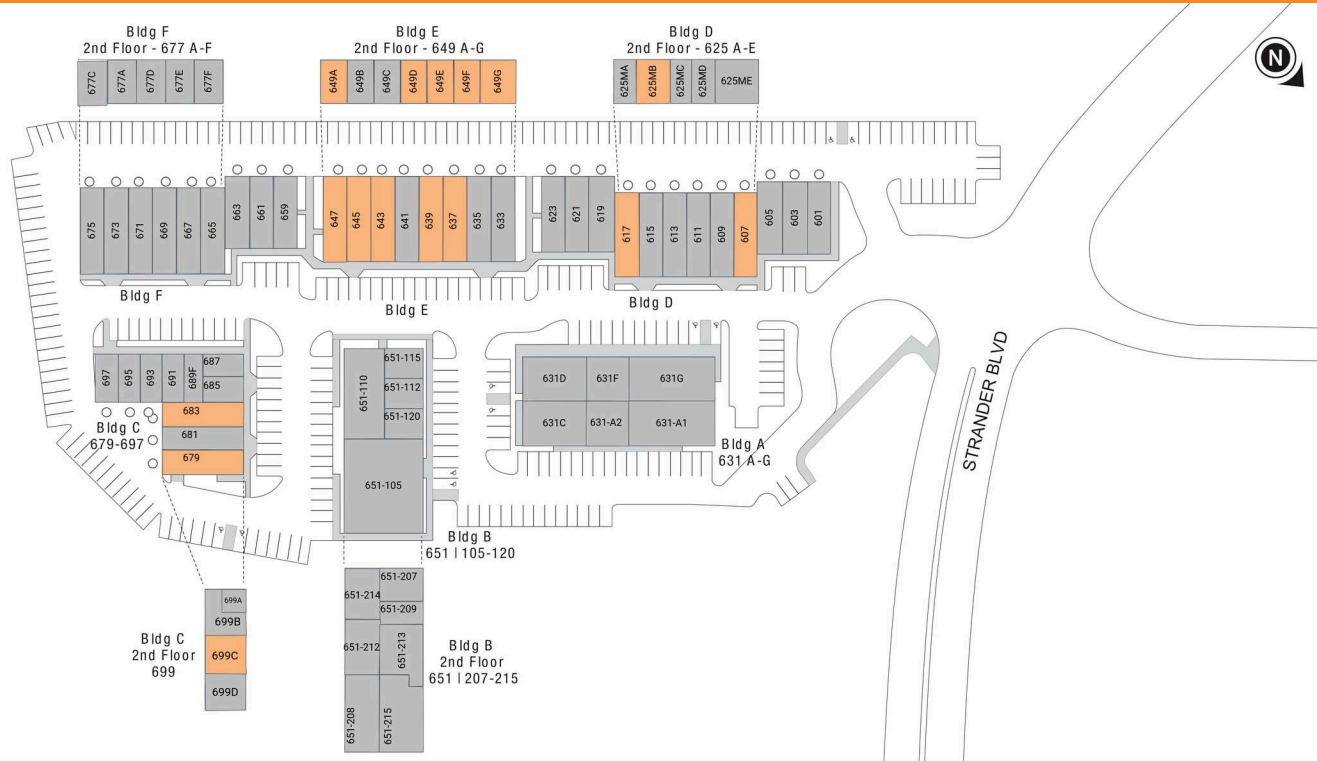 Bldg F
2nd Floor - 677 A-F
Bldg E
2nd Floor - 649 A-G
Bldg D
2nd Floor - 625 A-E
N
677C
677A
677D
677E
677F
649A
649B
649C
649D
649E
649F
649G
625MA
625MB
625MC
625MD
625ME
675
673
671
669
667
665
663
661
659
647
645
643
641
639
637
635
633
623
621
619
617
615
613
611
609
607
605
603
601
Bldg F
Bldg E
Bldg D
697
695
693
691
689F
687
685
683
681
679
Bldg C
679-697
651-110
651-115
651-112
651-120
651-105
631D
631F
631G
631C
631-A2
631-A1
Bldg A
631 A-G
STRANDER BLVD
Bldg B
651 | 105-120
699A
699B
699C
699D
Bldg C
2nd Floor
699
651-214
651-207
651-209
651-212
651-213
651-208
651-215
Bldg B
2nd Floor
651 | 207-215